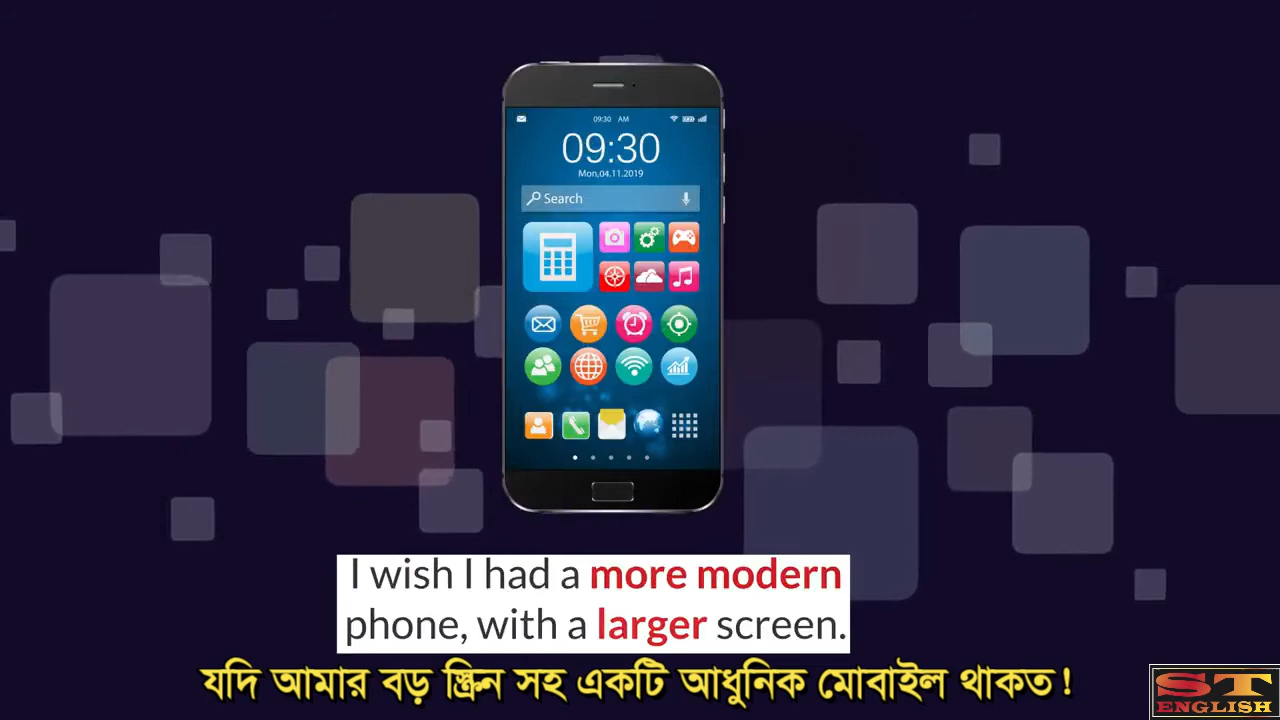 09:30 AM
09:30
Mon,04.11.2019
Search
I wish I had a more modern
phone, with a larger screen.
যদি আমার বড় স্ক্রিন সহ একটি আধুনিক মোবাইল থাকত!
ST
ENGLISH